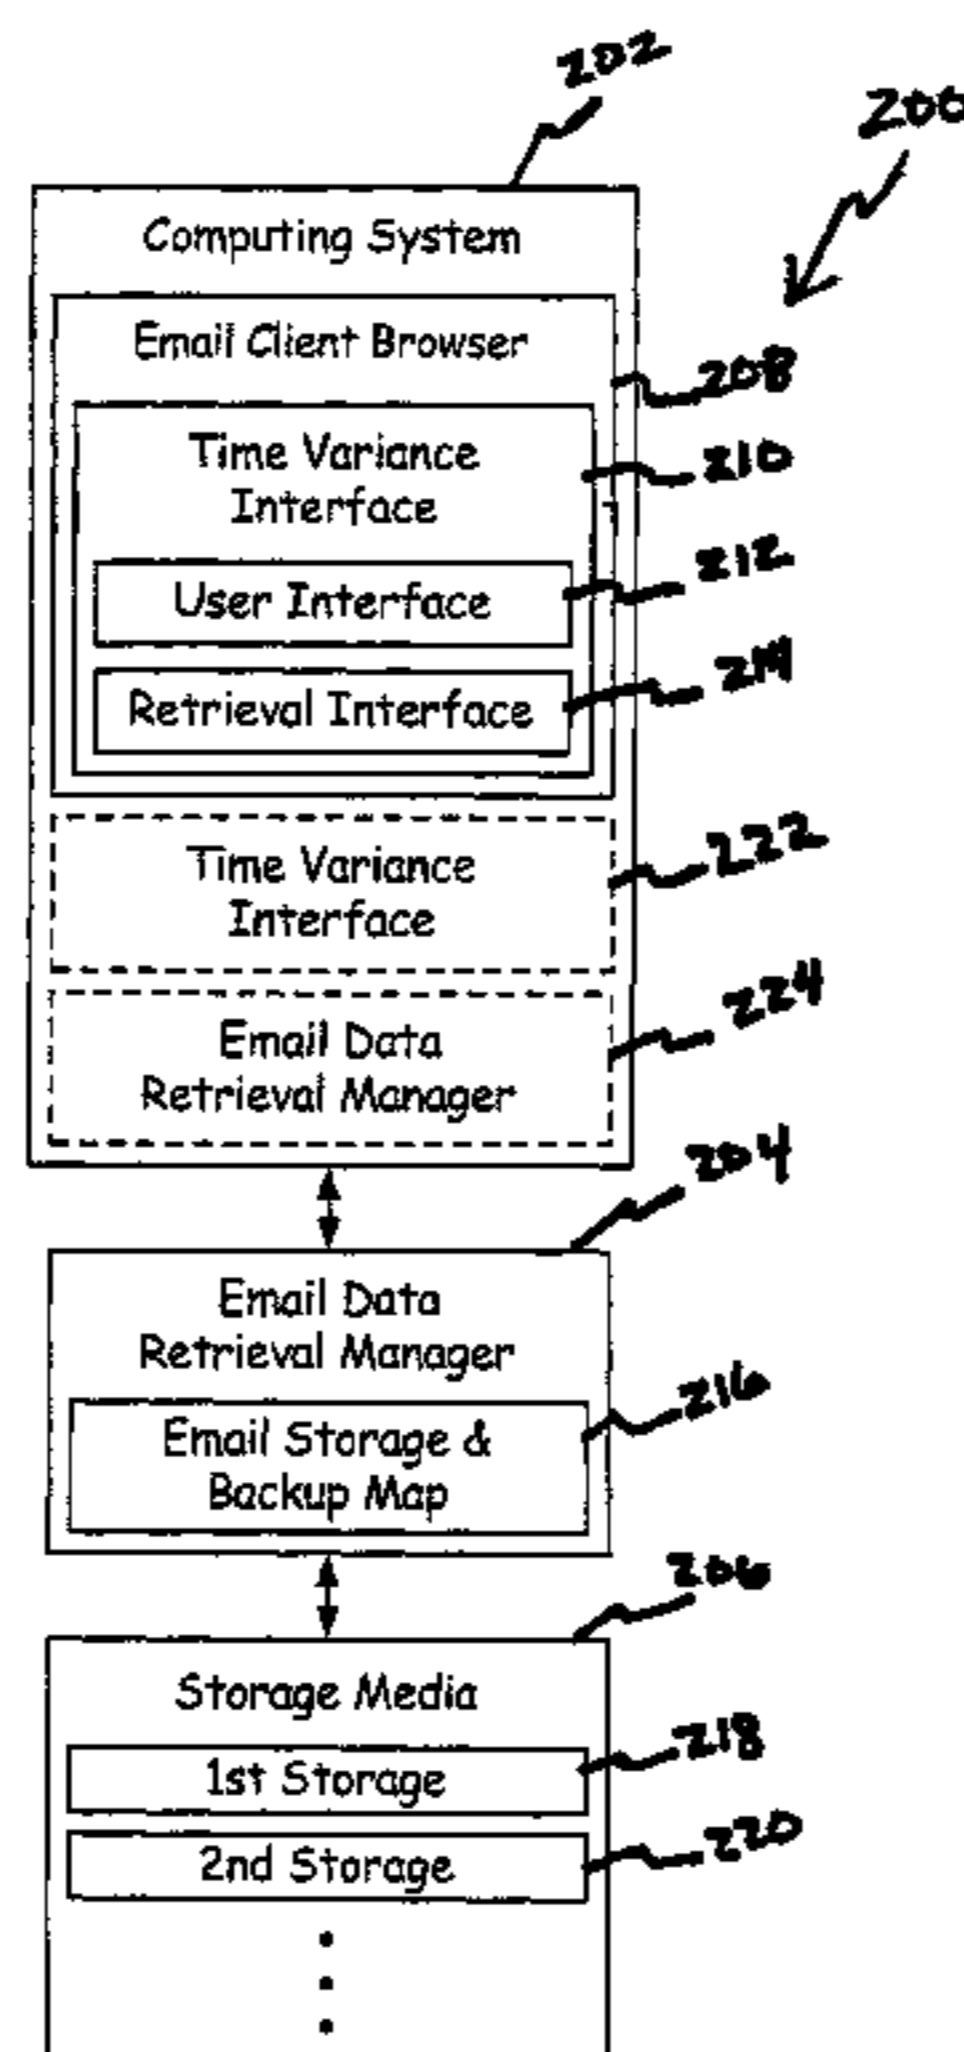 202
200
Computing System
Email Client Browser
208
Time Variance
Interface
210
User Interface
212
Retrieval Interface
214
Time Variance
Interface
222
Email Data
Retrieval Manager
224
204
Email Data
Retrieval Manager
Email Storage &
Backup Map
216
206
Storage Media
1st Storage
218
2nd Storage
220